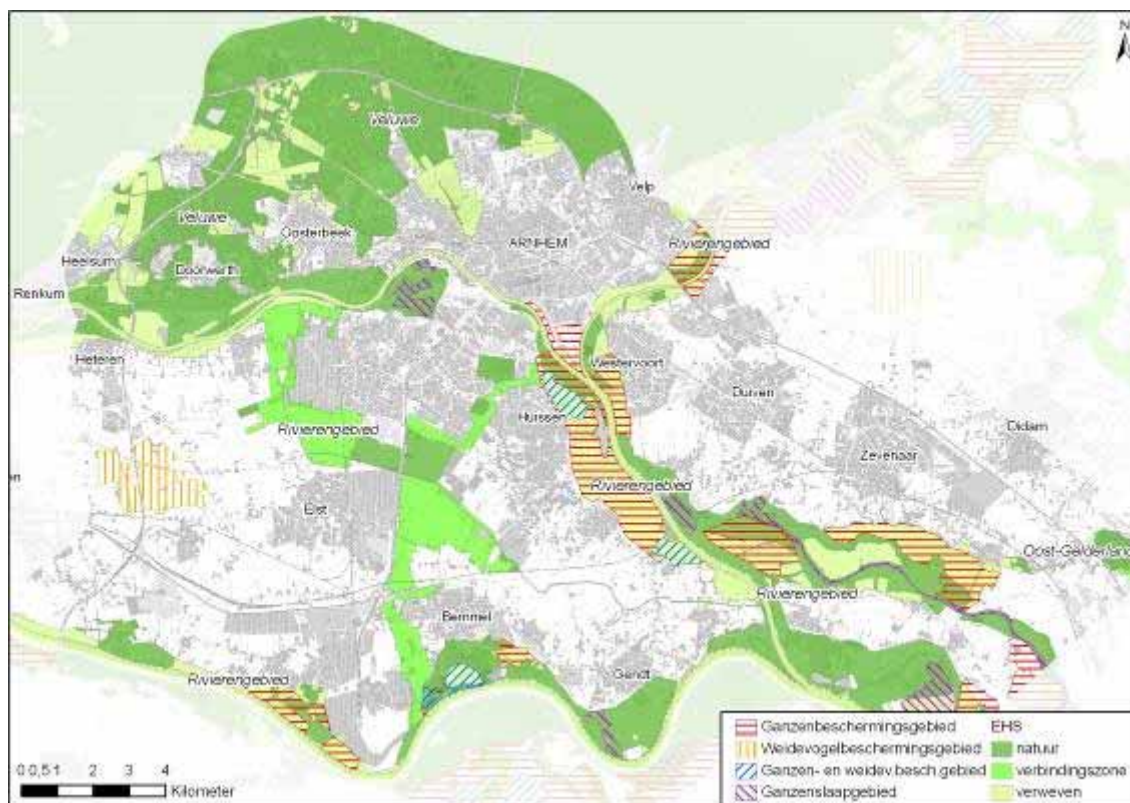 N
Veluwe
Velp
Veluwe
Oosterbeek
ARNHEM
Rivierengebied
Heelsum
Doorwerth
Renkum
Heteren
Westervoort
Duiven
Huissen
Didam
Rivierengebied
Zevenaar
en
Rivierengebied
Elst
Oost-Gelderland
Rivierengebied
Bemmel
Rivierengebied
Gendt
Ganzenbeschermingsgebied
Weidevogelbeschermingsgebied
Ganzen- en weidev.besch.gebied
Ganzenslaapgebied
EHS
natuur
verbindingszone
verweven
0 0,5 1 2 3 4
Kilometer